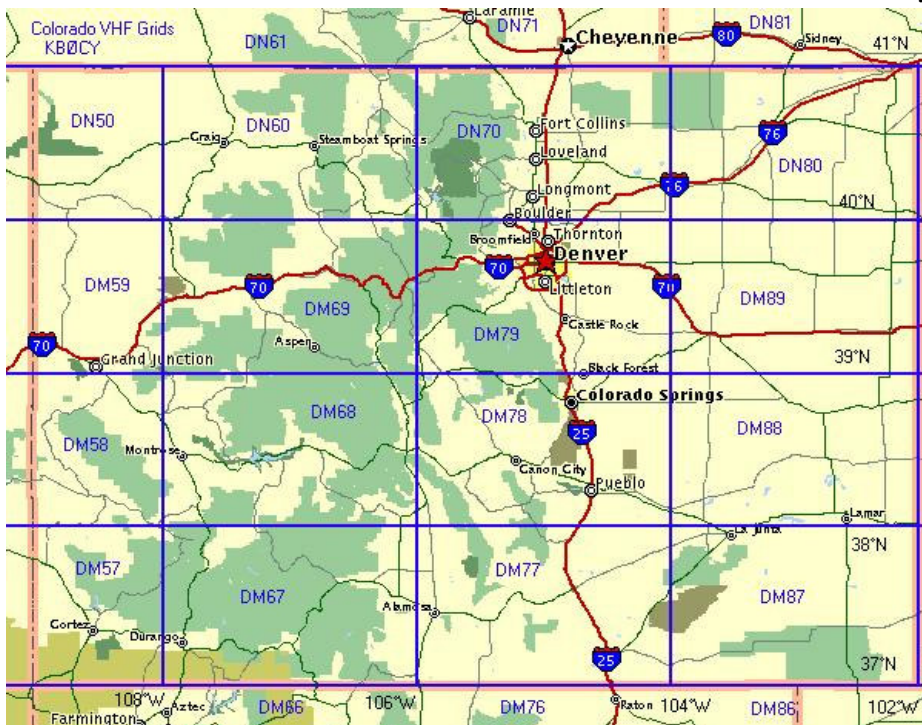 Colorado VHF Grids
KBØCY
DN61
Laramie
DN71
Cheyenne
80
DN81
Sidney
41°N
DN50
Craig
DN60
Steamboat Springs
DN70
Fort Collins
Loveland
Longmont
Boulder
76
DN80
76
40°N
Broomfield
Thornton
Denver
DM59
70
DM69
70
Littleton
70
DM89
Castle Rock
DM79
70
Grand Junction
Aspen
39°N
Black Forest
DM68
DM78
Colorado Springs
DM58
Montrose
25
DM88
Canon City
Pueblo
Lamar
La Junta
38°N
DM57
DM67
DM77
DM87
Alamosa
Cortez
Durango
25
37°N
108°W
Aztec
DM66
106°W
DM76
Raton
104°W
DM86
102°W
Farmington